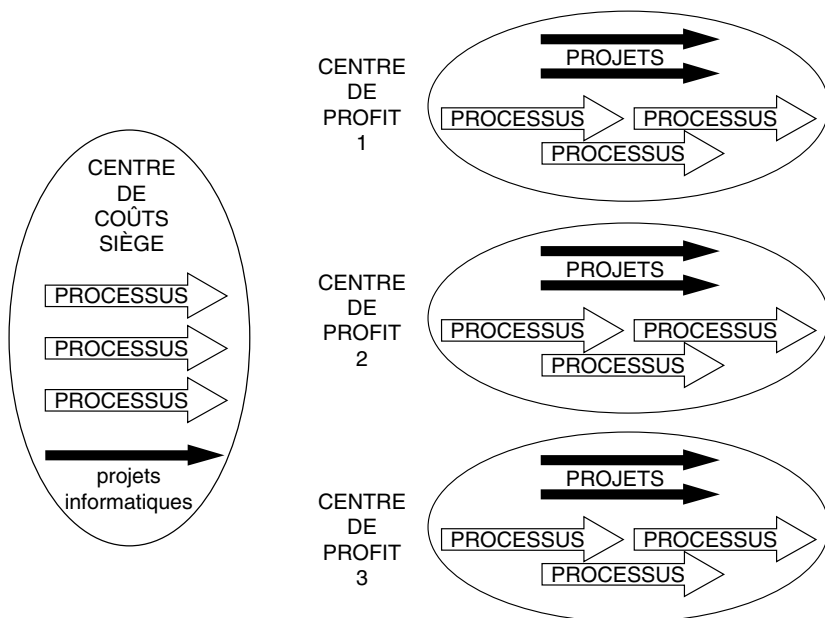 CENTRE
DE
COÛTS
SIÈGE
PROCESSUS
PROCESSUS
PROCESSUS
projets
informatiques
CENTRE
DE
PROFIT
1
PROJETS
PROCESSUS PROCESSUS
PROCESSUS
CENTRE
DE
PROFIT
2
PROJETS
PROCESSUS PROCESSUS
PROCESSUS
CENTRE
DE
PROFIT
3
PROJETS
PROCESSUS PROCESSUS
PROCESSUS